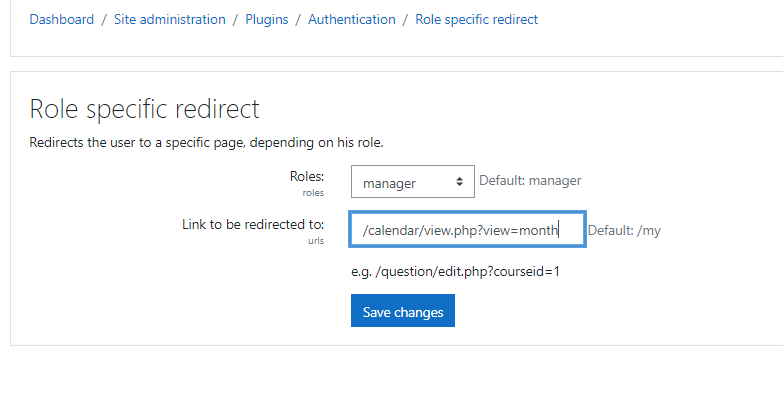 Dashboard / Site administration / Plugins / Authentication / Role specific redirect
Role specific redirect
Redirects the user to a specific page, depending on his role.
Roles: manager Default: manager
roles
Link to be redirected to: /calendar/view.php?view=month Default: /my
urls
e.g. /question/edit.php?courseid=1
Save changes